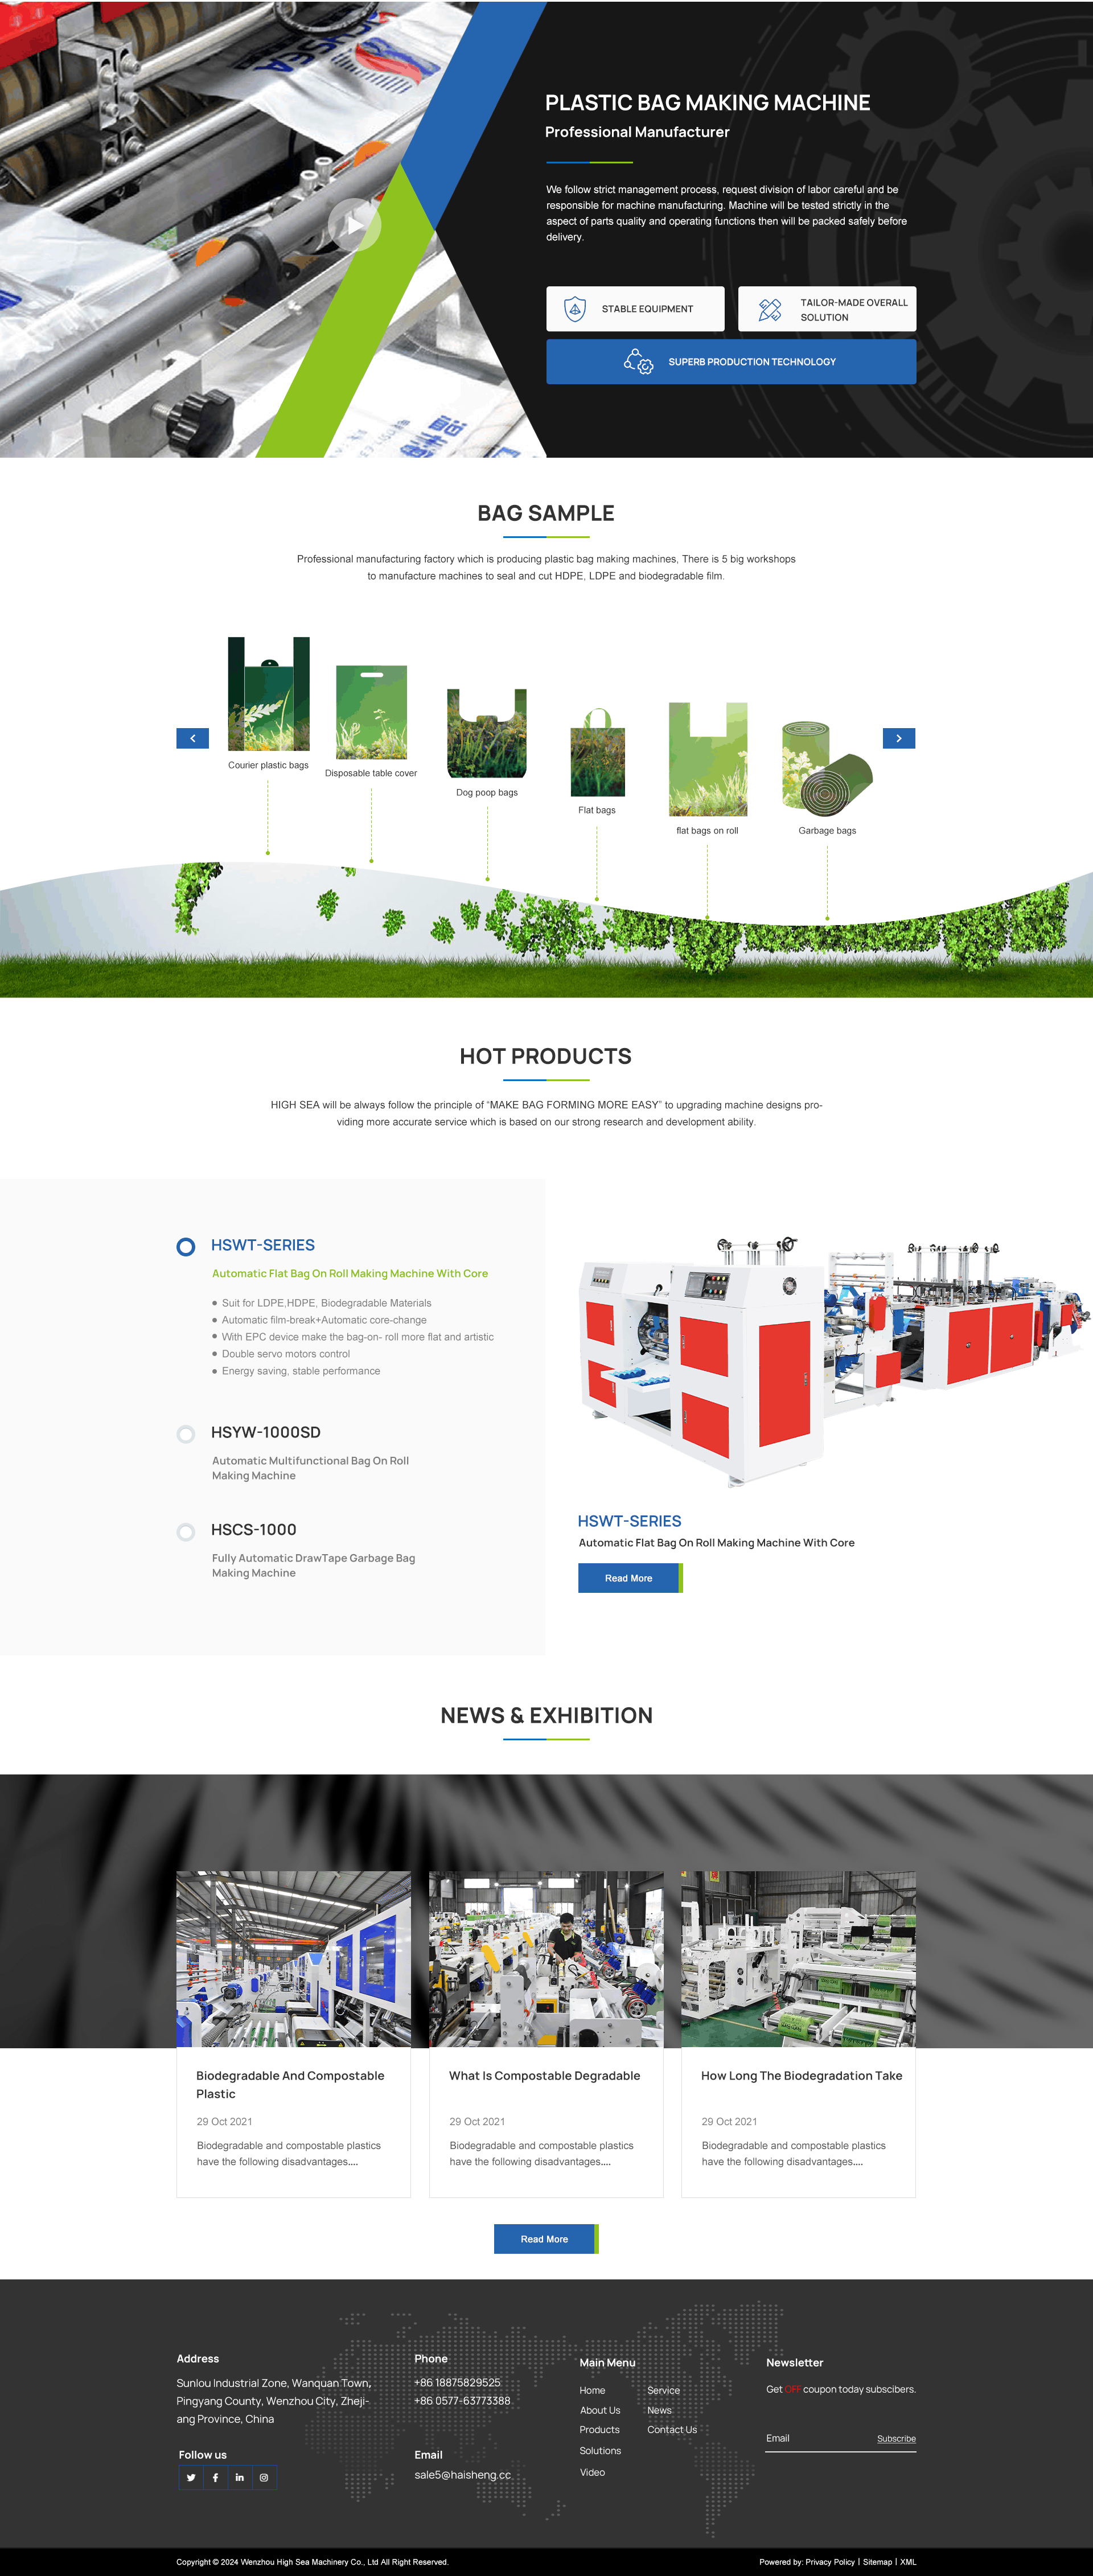 PLASTIC BAG MAKING MACHINE
Professional Manufacturer
We follow strict management process, request division of labor careful and be
responsible for machine manufacturing. Machine will be tested strictly in the
aspect of parts quality and operating functions then will be packed safely before
delivery.
STABLE EQUIPMENT
TAILOR-MADE OVERALL
SOLUTION
SUPERB PRODUCTION TECHNOLOGY
BAG SAMPLE
Professional manufacturing factory which is producing plastic bag making machines, There is 5 big workshops
to manufacture machines to seal and cut HDPE, LDPE and biodegradable film.
Courier plastic bags
Disposable table cover
Dog poop bags
Flat bags
flat bags on roll
Garbage bags
HOT PRODUCTS
HIGH SEA will be always follow the principle of “MAKE BAG FORMING MORE EASY” to upgrading machine designs pro-
viding more accurate service which is based on our strong research and development ability.
HSWT-SERIES
Automatic Flat Bag On Roll Making Machine With Core
• Suit for LDPE,HDPE, Biodegradable Materials
• Automatic film-break+Automatic core-change
• With EPC device make the bag-on- roll more flat and artistic
• Double servo motors control
• Energy saving, stable performance
HSYW-1000SD
Automatic Multifunctional Bag On Roll
Making Machine
HSCS-1000
Fully Automatic DrawTape Garbage Bag
Making Machine
HSWT-SERIES
Automatic Flat Bag On Roll Making Machine With Core
Read More
NEWS & EXHIBITION
Biodegradable And Compostable
Plastic
29 Oct 2021
Biodegradable and compostable plastics
have the following disadvantages....
What Is Compostable Degradable
29 Oct 2021
Biodegradable and compostable plastics
have the following disadvantages....
How Long The Biodegradation Take
29 Oct 2021
Biodegradable and compostable plastics
have the following disadvantages....
Read More
Address
Sunlou Industrial Zone, Wanquan Town,
Pingyang County, Wenzhou City, Zheji-
ang Province, China
Follow us
Phone
+86 18875829525
+86 0577-63773388
Email
sale5@haisheng.cc
Main Menu
Home
Service
About Us
News
Products
Contact Us
Solutions
Video
Newsletter
Get OFF coupon today subscibers.
Email
Subscribe
Copyright © 2024 Wenzhou High Sea Machinery Co., Ltd All Right Reserved.
Powered by: Privacy Policy | Sitemap | XML